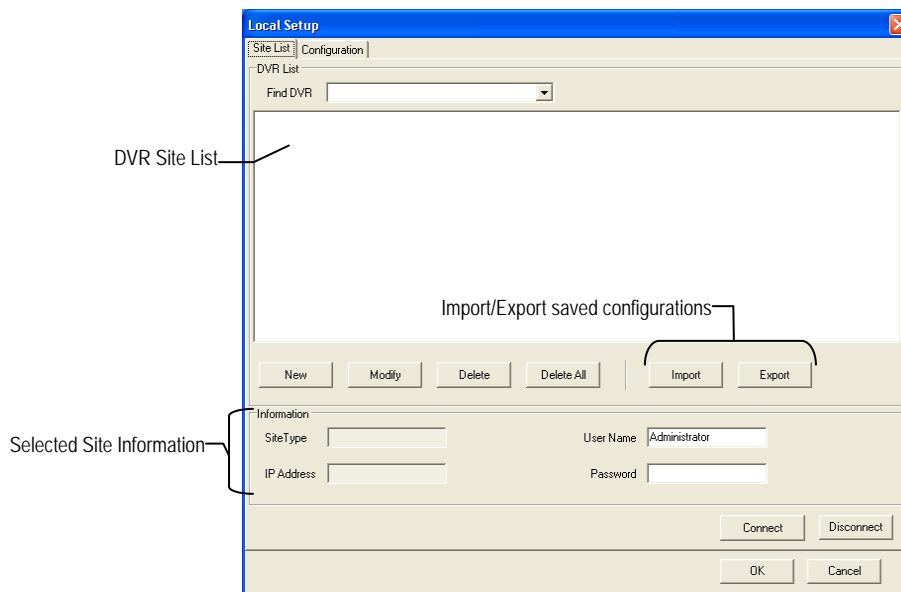 Local Setup
Site List Configuration
DVR List
Find DVR
DVR Site List
Import/Export saved configurations
New Modify Delete Delete All Import Export
Information
Selected Site Information
SiteType User Name Administrator
IP Address Password
Connect Disconnect
OK Cancel